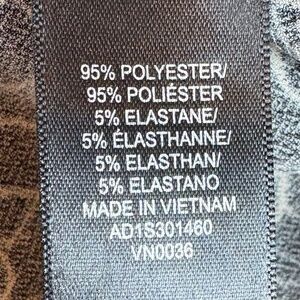 95% POLYESTER/
95% POLIÉSTER
5% ELASTANE/
5% ÉLASTHANNE/
5% ELASTHAN/
5% ELASTANO
MADE IN VIETNAM
AD1S301460
VN0036